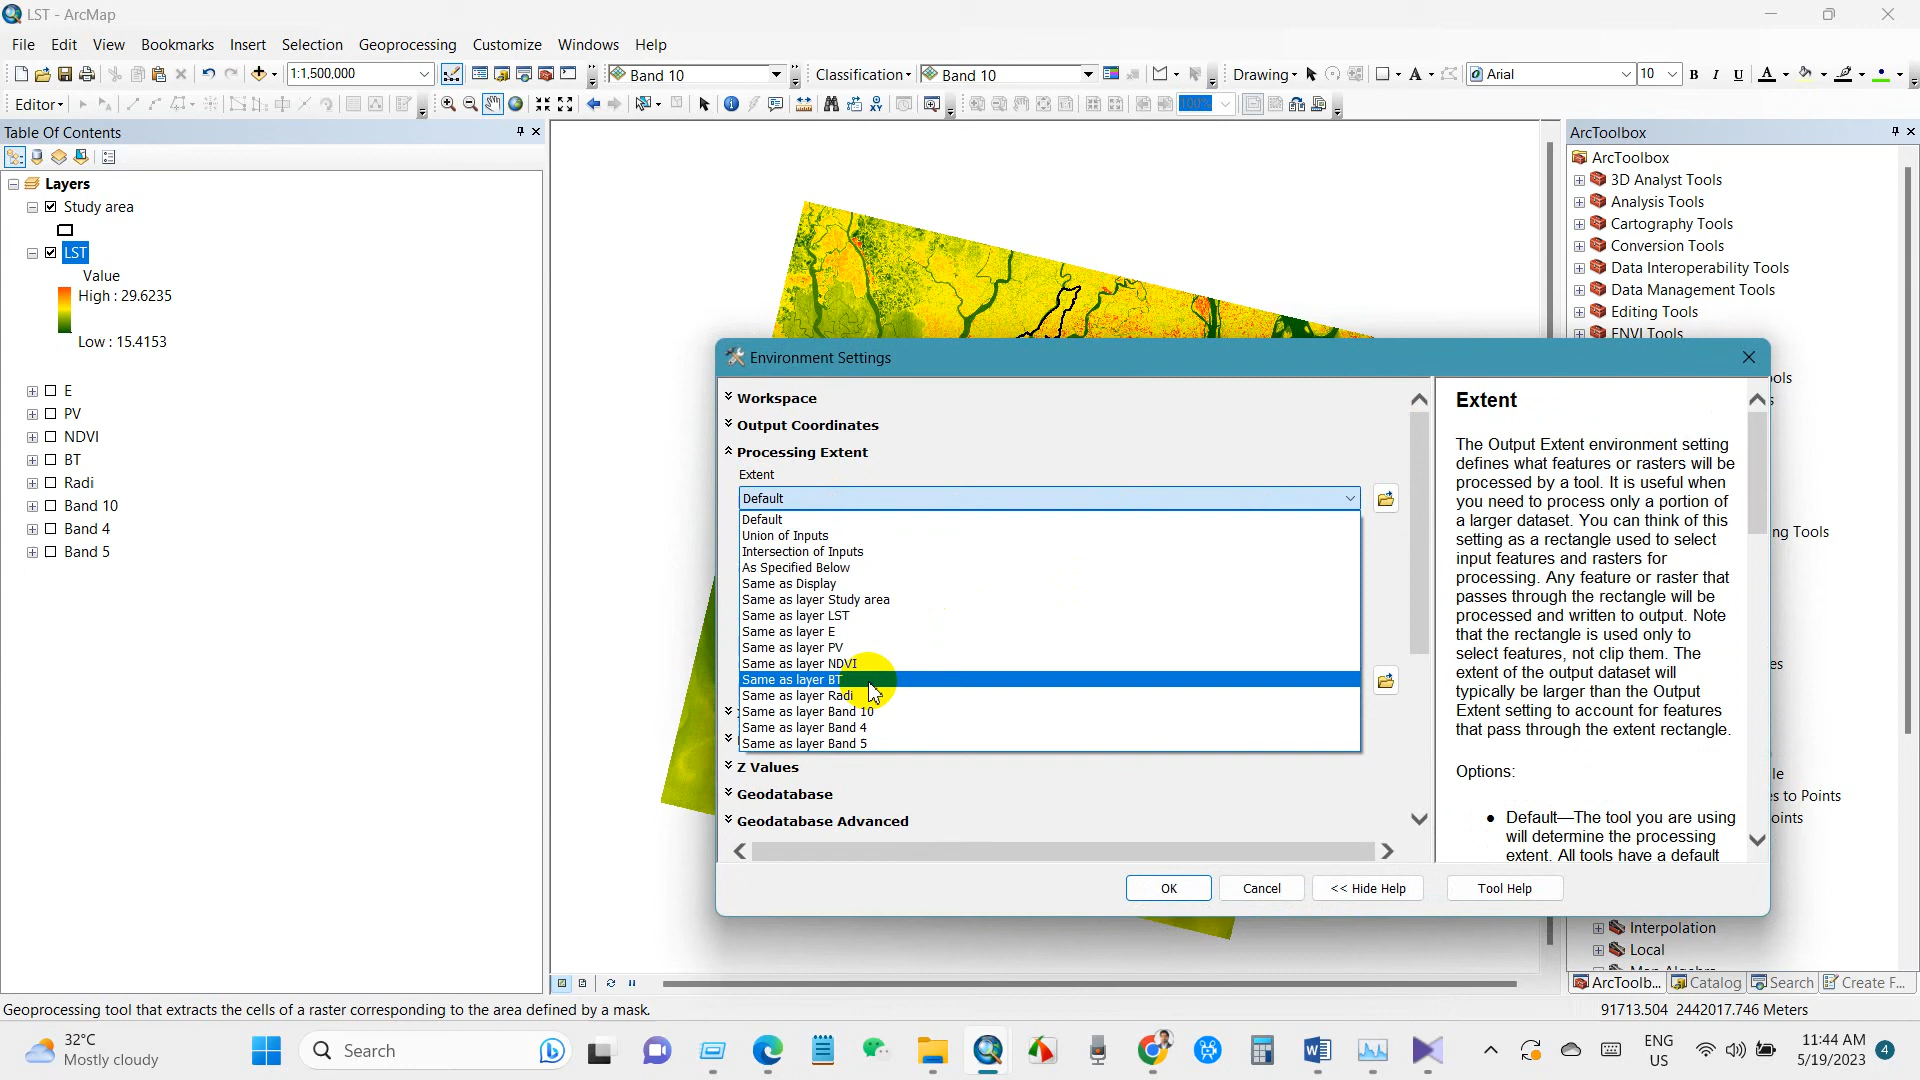 LST - ArcMap
File Edit View Bookmarks Insert Selection Geoprocessing Customize Windows Help
1:1,500,000 Band 10 Classification Band 10 Drawing Arial 10 B I U
Editor 100%
Table Of Contents
Layers
Study area
LST
Value
High : 29.6235
Low : 15.4153
E
PV
NDVI
BT
Radi
Band 10
Band 4
Band 5
Environment Settings
Workspace
Output Coordinates
Processing Extent
Extent
Default
Default
Union of Inputs
Intersection of Inputs
As Specified Below
Same as Display
Same as layer Study area
Same as layer LST
Same as layer E
Same as layer PV
Same as layer NDVI
Same as layer BT
Same as layer Radi
Same as layer Band 10
Same as layer Band 4
Same as layer Band 5
Z Values
Geodatabase
Geodatabase Advanced
OK Cancel << Hide Help Tool Help
Extent
The Output Extent environment setting
defines what features or rasters will be
processed by a tool. It is useful when
you need to process only a portion of
a larger dataset. You can think of this
setting as a rectangle used to select
input features and rasters for
processing. Any feature or raster that
passes through the rectangle will be
processed and written to output. Note
that the rectangle is used only to
select features, not clip them. The
extent of the output dataset will
typically be larger than the Output
Extent setting to account for features
that pass through the extent rectangle.
Options:
● Default—The tool you are using
will determine the processing
extent. All tools have a default
ArcToolbox
ArcToolbox
3D Analyst Tools
Analysis Tools
Cartography Tools
Conversion Tools
Data Interoperability Tools
Data Management Tools
Editing Tools
ENVI Tools
ools
ng Tools
es
le
es to Points
oints
Interpolation
Local
ArcToolb... Catalog Search Create F...
Geoprocessing tool that extracts the cells of a raster corresponding to the area defined by a mask.
91713.504 2442017.746 Meters
32°C
Mostly cloudy
Search
ENG
US
11:44 AM
5/19/2023
4